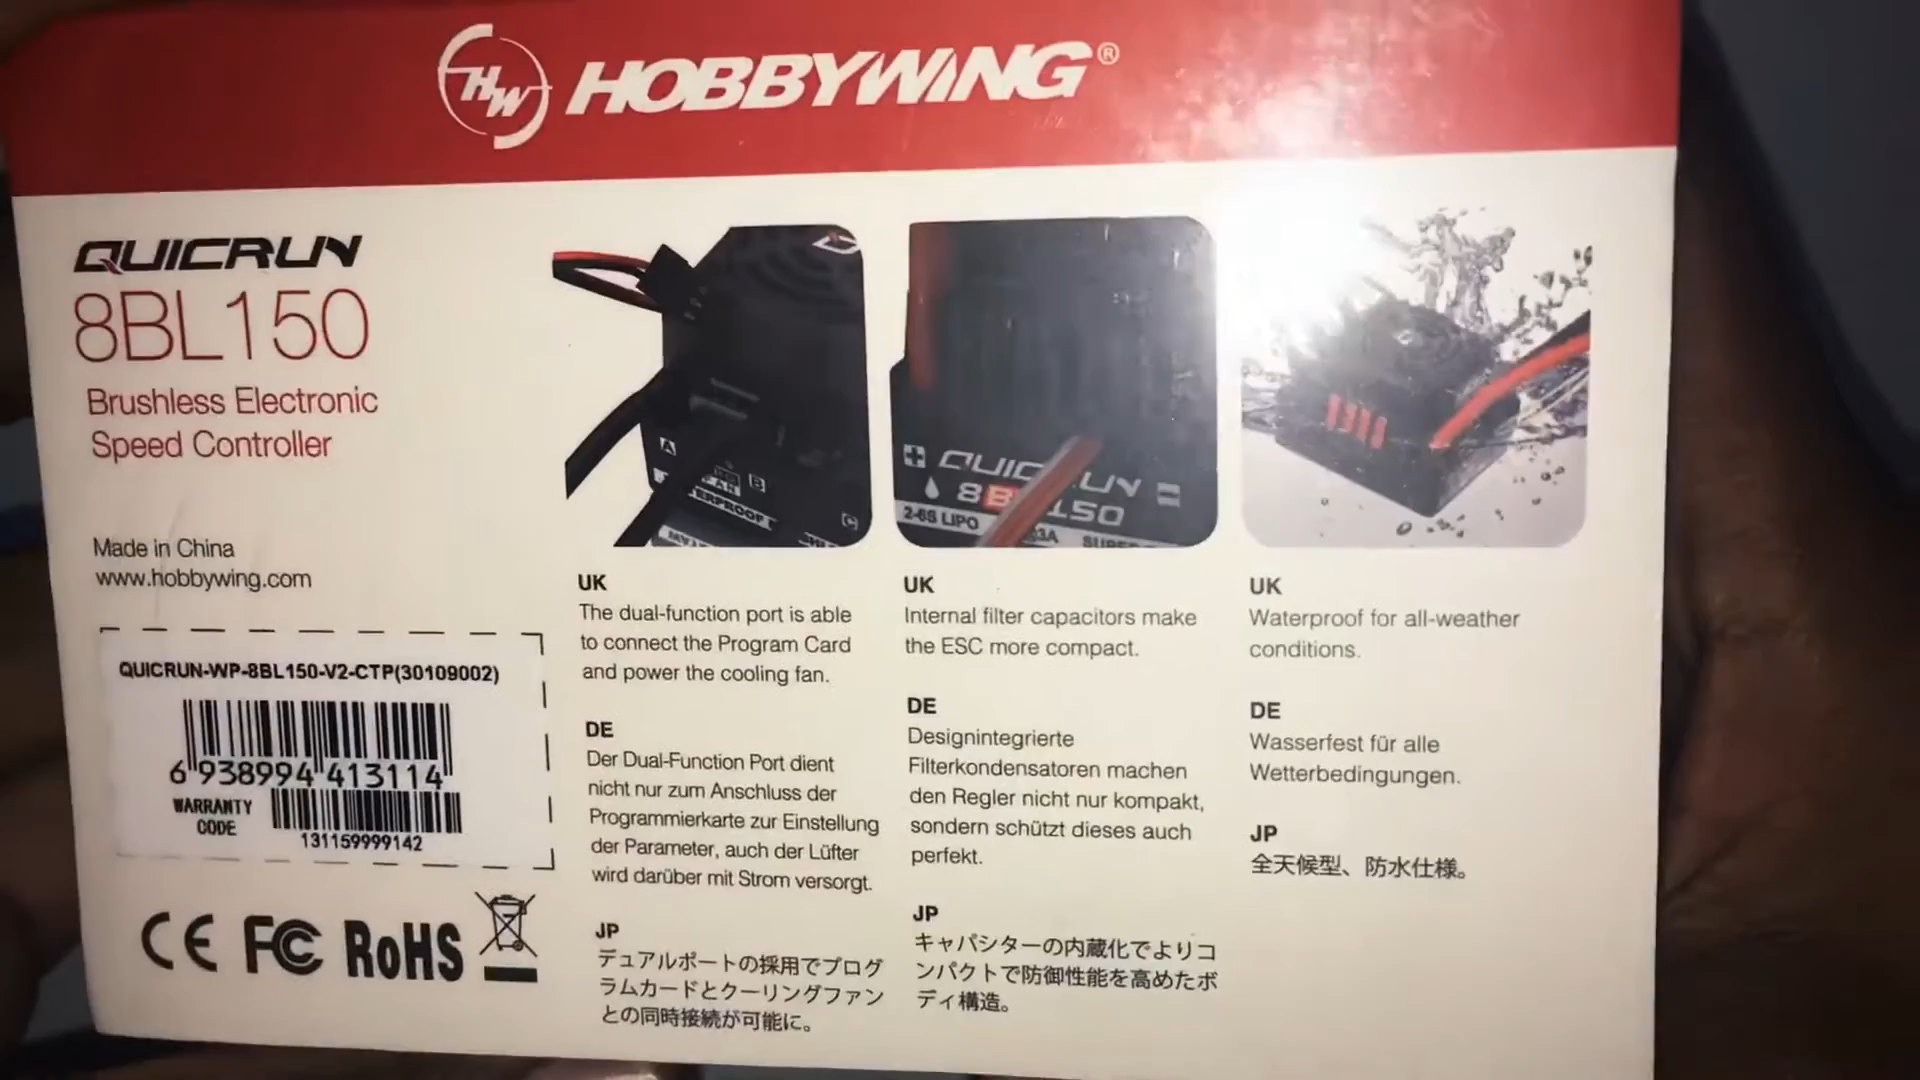 HW HOBBYWING®
QUICRUN
8BL150
Brushless Electronic
Speed Controller
Made in China
www.hobbywing.com
QUICRUN-WP-8BL150-V2-CTP(30109002)
6 938994 413114
WARRANTY
CODE
131159999142
CE FC RoHS
A
B
C
QUICRUN
2-6S LIPO
UK
The dual-function port is able
to connect the Program Card
and power the cooling fan.
DE
Der Dual-Function Port dient
nicht nur zum Anschluss der
Programmierkarte zur Einstellung
der Parameter, auch der Lüfter
wird darüber mit Strom versorgt.
JP
デュアルポートの採用でプログ
ラムカードとクーリングファン
との同時接続が可能に。
UK
Internal filter capacitors make
the ESC more compact.
DE
Designintegrierte
Filterkondensatoren machen
den Regler nicht nur kompakt,
sondern schützt dieses auch
perfekt.
JP
キャパシターの内蔵化でよりコ
ンパクトで防御性能を高めたボ
ディ構造。
UK
Waterproof for all-weather
conditions.
DE
Wasserfest für alle
Wetterbedingungen.
JP
全天候型、防水仕様。